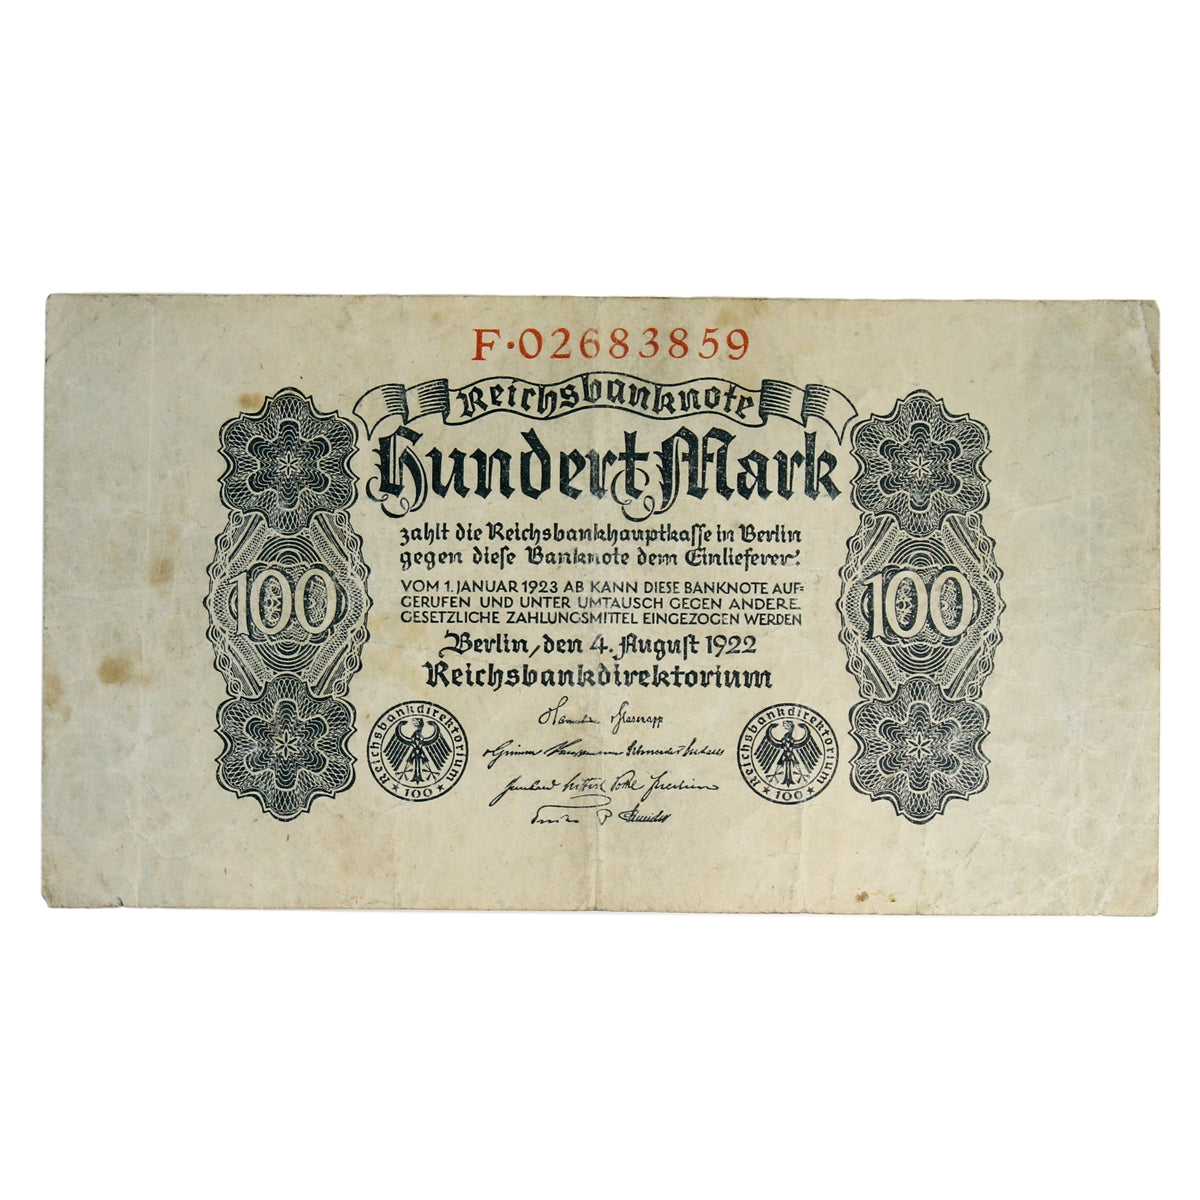 F·02683859
Reichsbanknote
Hundert Mark
zahlt die Reichsbankhauptkasse in Berlin
gegen diese Banknote dem Einlieferer.
VOM 1. JANUAR 1923 AB KANN DIESE BANKNOTE AUF=
GERUFEN UND UNTER UMTAUSCH GEGEN ANDERE
GESETZLICHE ZAHLUNGSMITTEL EINGEZOGEN WERDEN
100
100
Berlin, den 4. August 1922
Reichsbankdirektorium
Reichsbankdirektorium
★ 100 ★
Reichsbankdirektorium
★ 100 ★